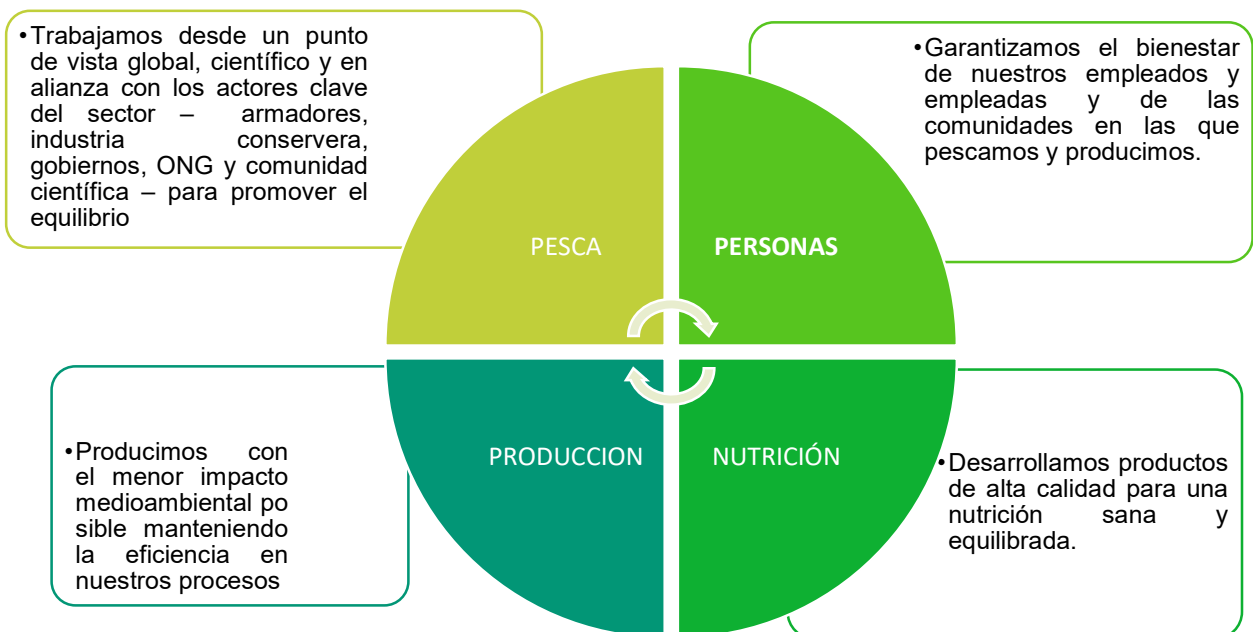 •Trabajamos desde un punto
de vista global, científico y en
alianza con los actores clave
del sector – armadores,
industria conservera,
gobiernos, ONG y comunidad
científica – para promover el
equilibrio
PESCA
•Garantizamos el bienestar
de nuestros empleados y
empleadas y de las
comunidades en las que
pescamos y producimos.
PERSONAS
•Producimos con
el menor impacto
medioambiental po
sible manteniendo
la eficiencia en
nuestros procesos
PRODUCCION
NUTRICIÓN
•Desarrollamos productos
de alta calidad para una
nutrición sana y
equilibrada.